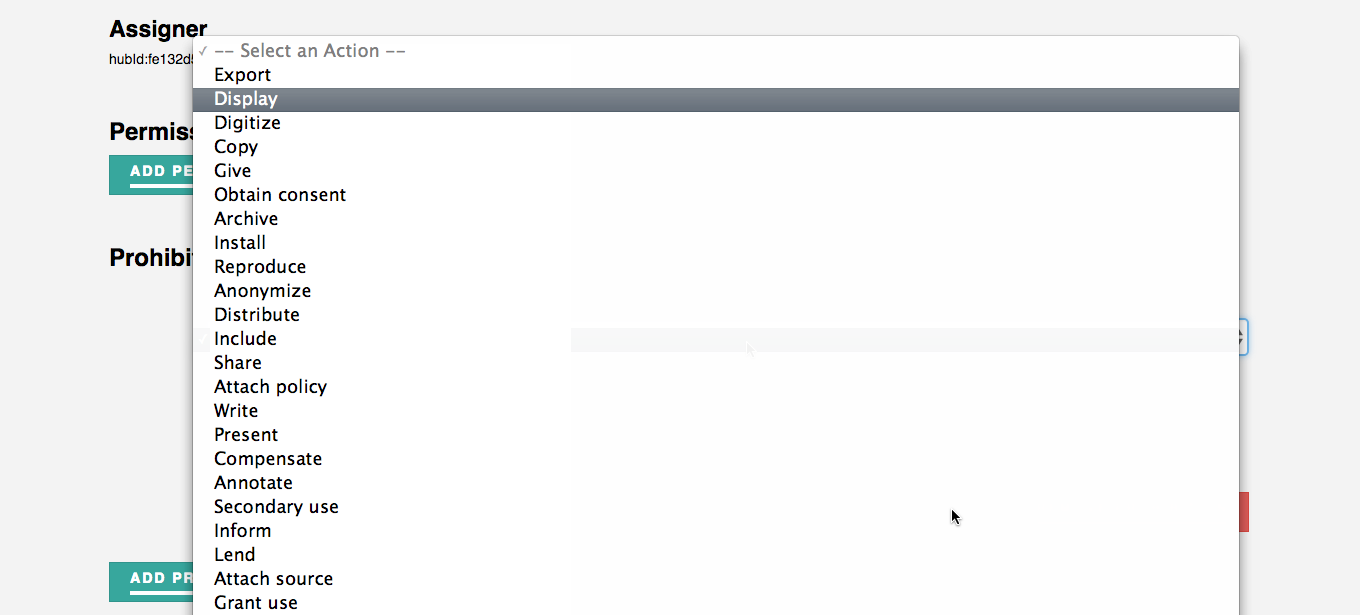 Assigner
hubId:fe132d
✓ -- Select an Action --
Export
Display
Digitize
Copy
Permiss
Give
ADD PE
Obtain consent
Archive
Install
Prohibi
Reproduce
Anonymize
Distribute
Include
Share
Attach policy
Write
Present
Compensate
Annotate
Secondary use
Inform
Lend
Attach source
ADD PR
Grant use